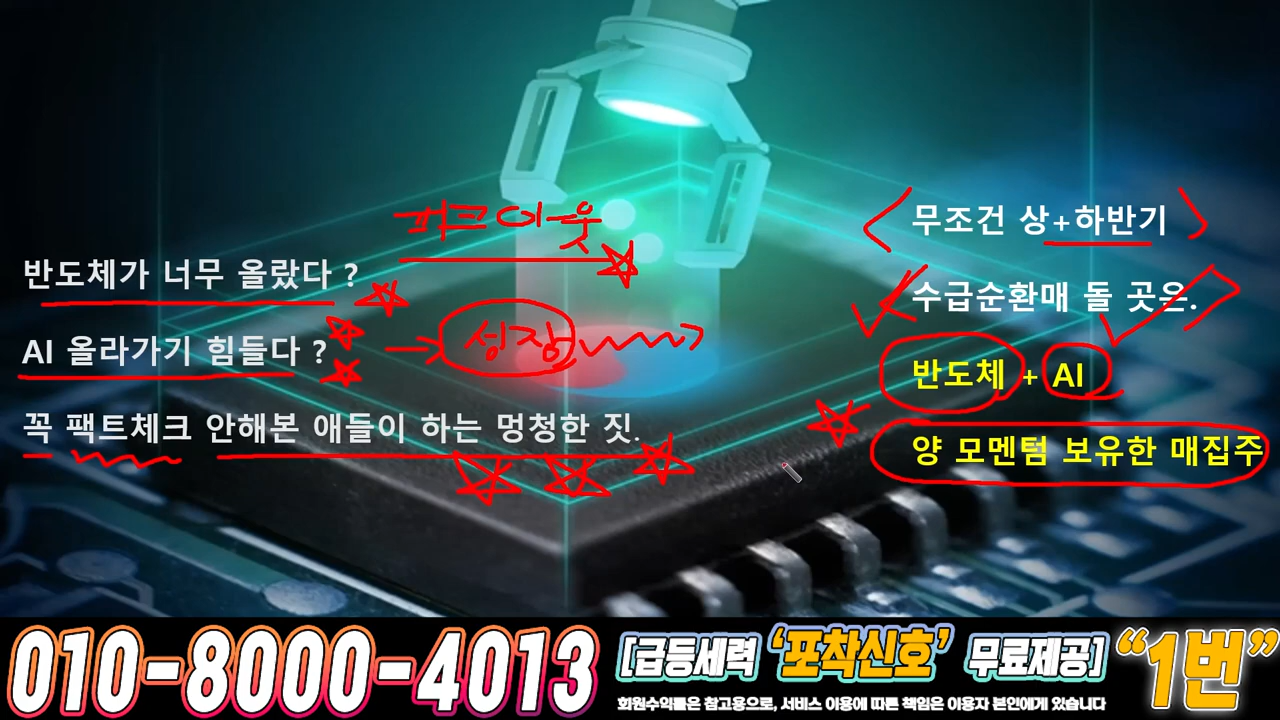 피크이웃
반도체가 너무 올랐다 ?
AI 올라가기 힘들다 ?
성장
꼭 팩트체크 안해본 애들이 하는 멍청한 짓.
무조건 상+하반기
수급순환매 돌 곳은.
반도체 + AI
양 모멘텀 보유한 매집주
010-8000-4013
[급등세력 ‘포착신호’ 무료제공] “1번”
회원수익률은 참고용으로, 서비스 이용에 따른 책임은 이용자 본인에게 있습니다